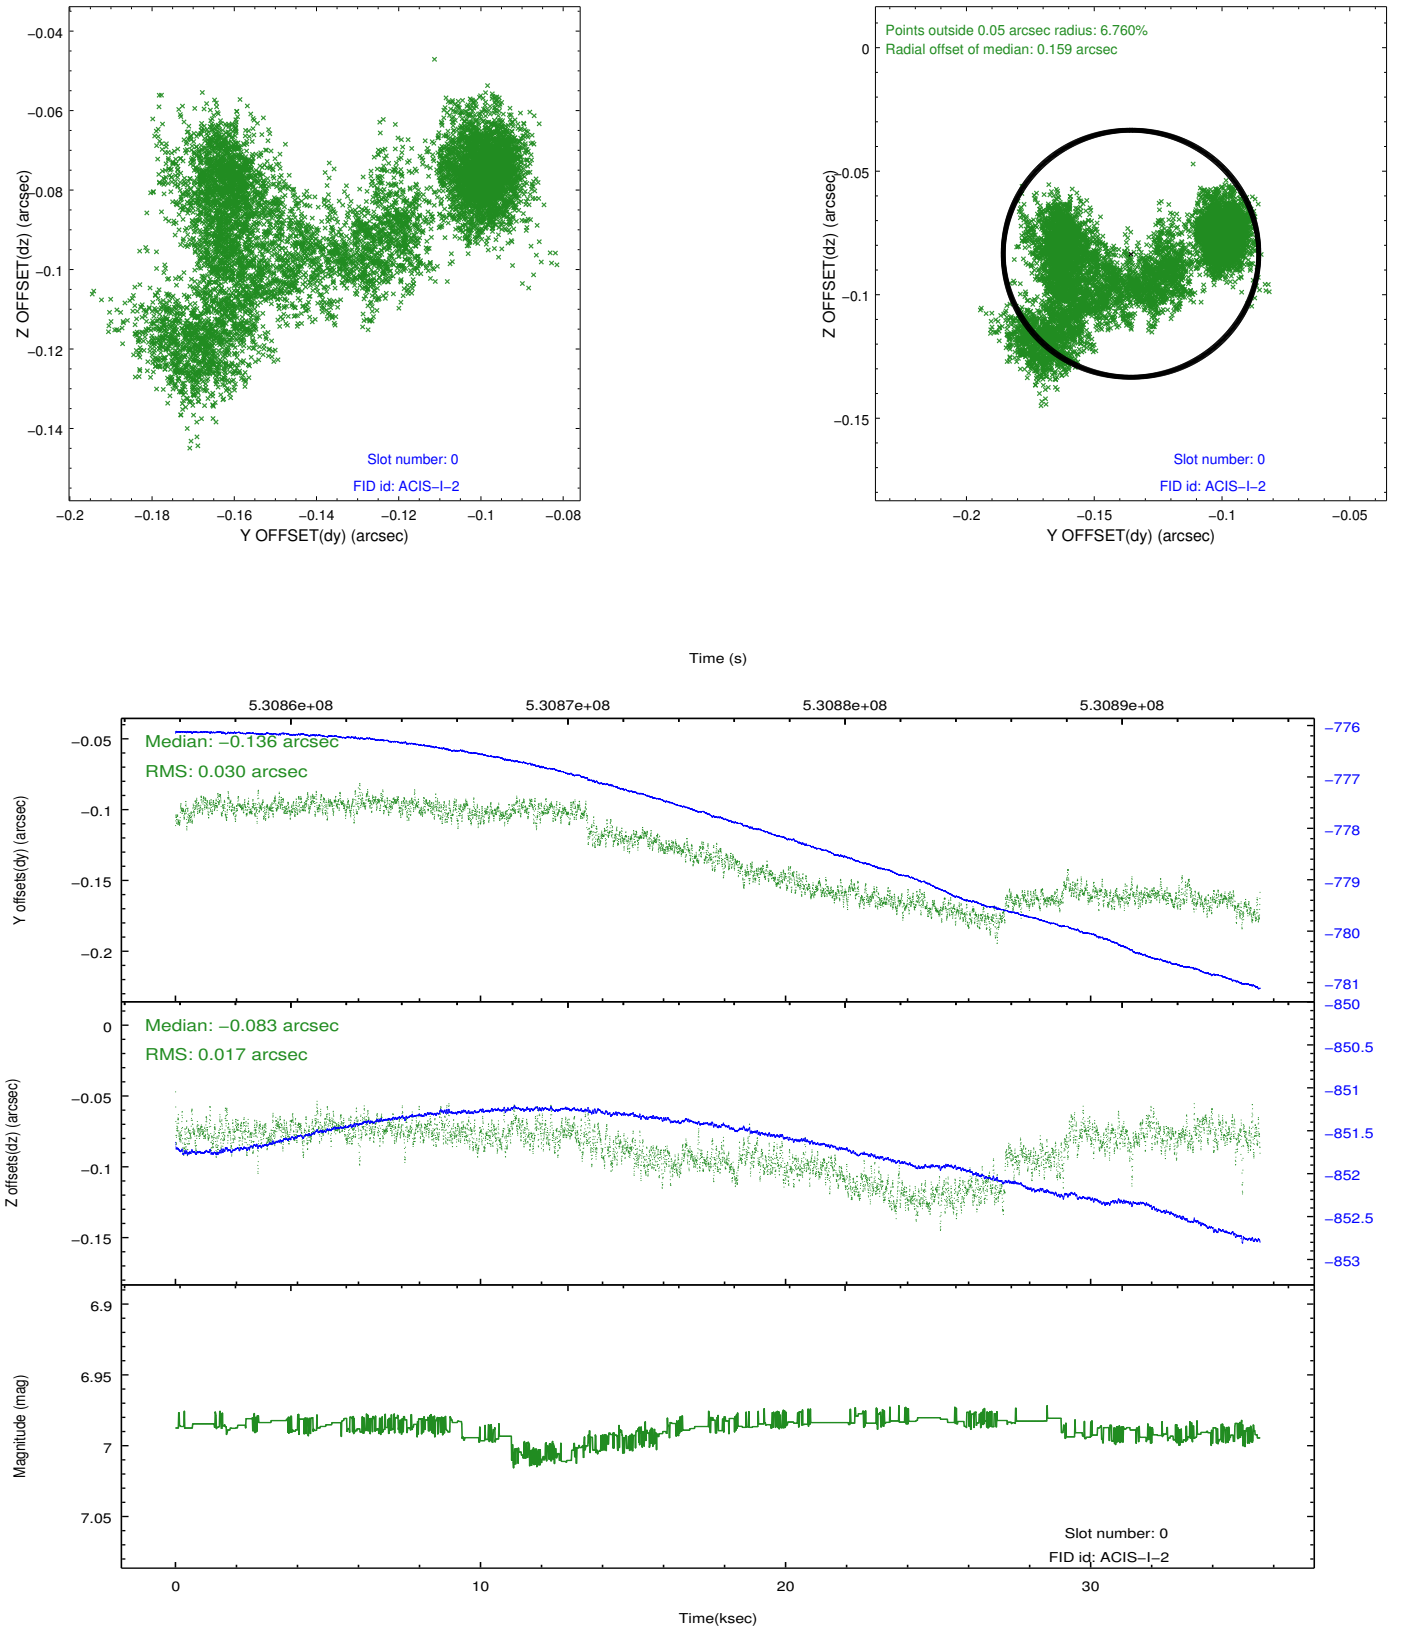 −0.04
−0.06
−0.08
−0.1
−0.12
−0.14
Z OFFSET(dz) (arcsec)
Slot number: 0
FID id: ACIS−I−2
−0.2 −0.18 −0.16 −0.14 −0.12 −0.1 −0.08
Y OFFSET(dy) (arcsec)
Points outside 0.05 arcsec radius: 6.760%
Radial offset of median: 0.159 arcsec
0
−0.05
−0.1
−0.15
Z OFFSET(dz) (arcsec)
Slot number: 0
FID id: ACIS−I−2
−0.2 −0.15 −0.1 −0.05
Y OFFSET(dy) (arcsec)
Time (s)
5.3086e+08 5.3087e+08 5.3088e+08 5.3089e+08
Median: −0.136 arcsec
RMS: 0.030 arcsec
−0.05
−0.1
−0.15
−0.2
Y offsets(dy) (arcsec)
−776
−777
−778
−779
−780
−781
Median: −0.083 arcsec
RMS: 0.017 arcsec
0
−0.05
−0.1
−0.15
Z offsets(dz) (arcsec)
−850
−850.5
−851
−851.5
−852
−852.5
−853
6.9
6.95
7
7.05
Magnitude (mag)
Slot number: 0
FID id: ACIS−I−2
0 10 20 30
Time(ksec)